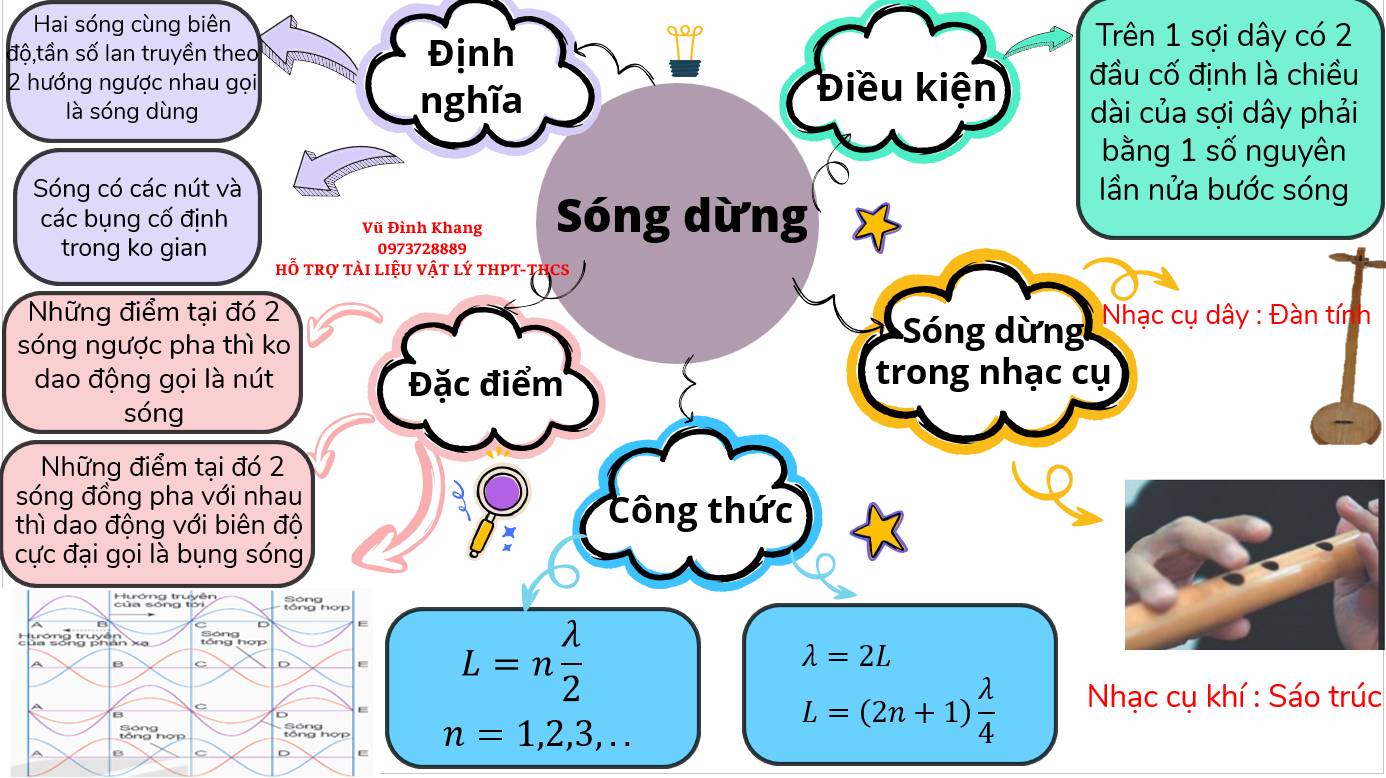 Hai sóng cùng biên
độ,tần số lan truyền theo
2 hướng ngược nhau gọi
là sóng dùng
Định
nghĩa
Sóng có các nút và
các bụng cố định
trong ko gian
Sóng dừng
Điều kiện
Trên 1 sợi dây có 2
đầu cố định là chiều
dài của sợi dây phải
bằng 1 số nguyên
lần nửa bước sóng
Vũ Đình Khang
0973728889
HỖ TRỢ TÀI LIỆU VẬT LÝ THPT-THCS
Những điểm tại đó 2
sóng ngược pha thì ko
dao động gọi là nút
sóng
Đặc điểm
Những điểm tại đó 2
sóng đồng pha với nhau
thì dao động với biên độ
cực đại gọi là bụng sóng
Sóng dừng
trong nhạc cụ
Nhạc cụ dây : Đàn tính
Nhạc cụ khí : Sáo trúc
Công thức
L = n λ/2
n = 1,2,3, . .
λ = 2L
L = (2n + 1) λ/4
Hướng truyền
của sóng tới
Sóng
tổng hợp
A B C D E
Hướng truyền
của sóng phản xạ
Sóng
tổng hợp
A B C D E
A B C D E
Sóng
tổng hợp
Sóng
tổng hợp
A B C D E